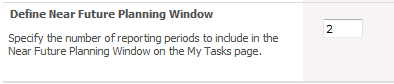 Define Near Future Planning Window
2
Specify the number of reporting periods to include in the
Near Future Planning Window on the My Tasks page.